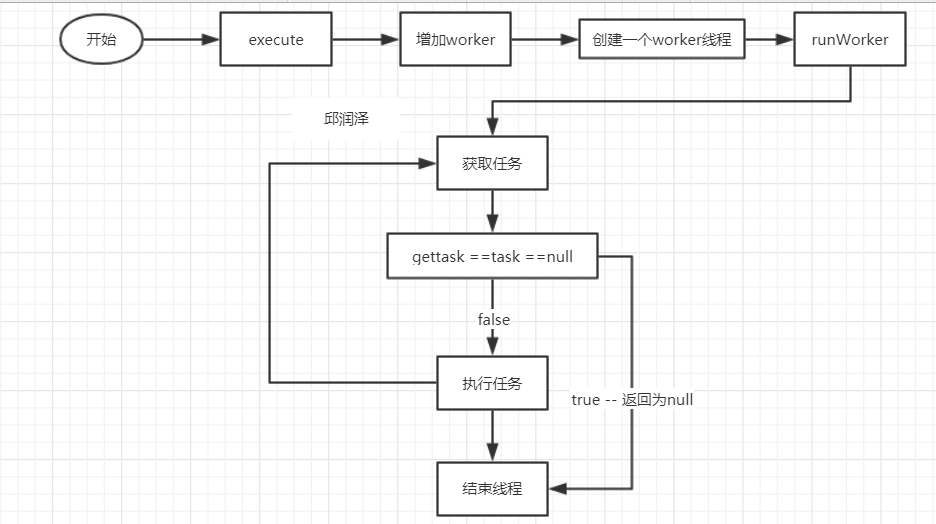 开始
execute
增加worker
创建一个worker线程
runWorker
邱润泽
获取任务
gettask ==task ==null
false
执行任务
true -- 返回为null
结束线程